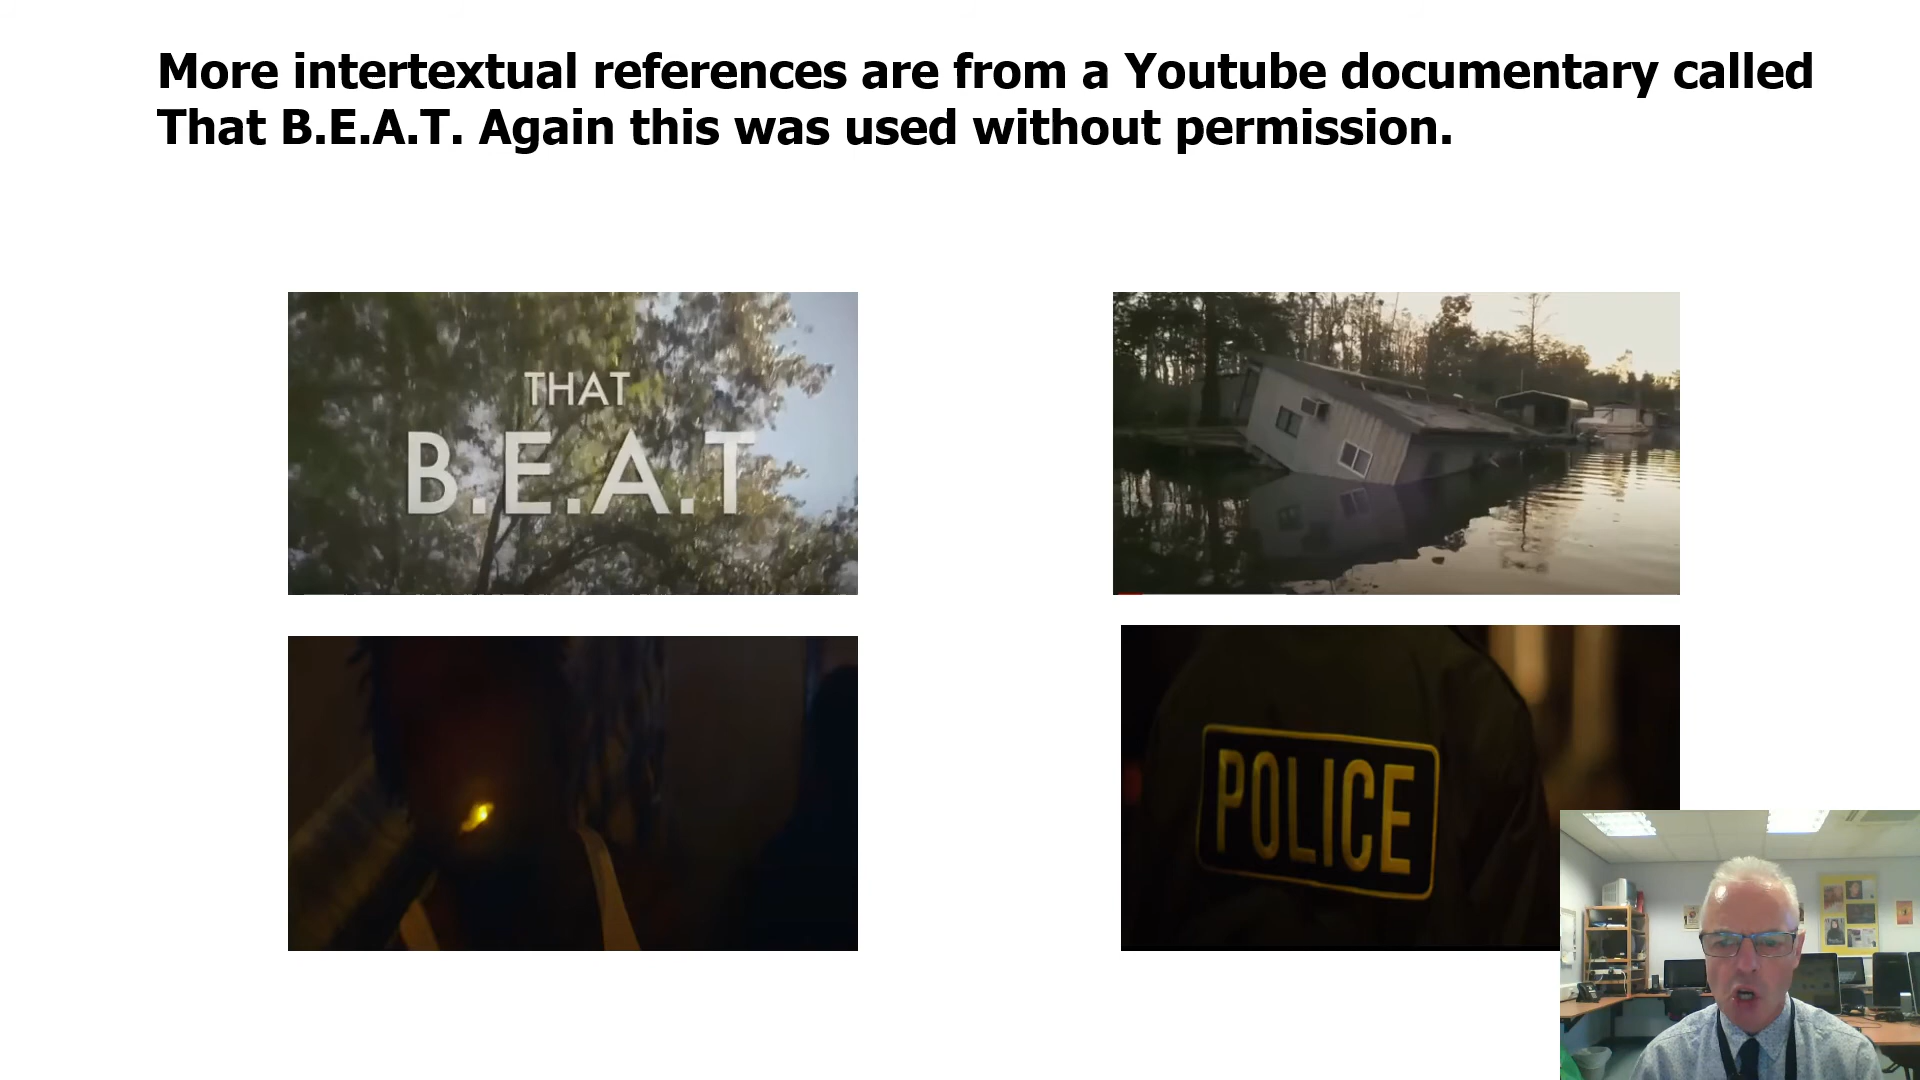 More intertextual references are from a Youtube documentary called
That B.E.A.T. Again this was used without permission.
THAT
B.E.A.T
POLICE